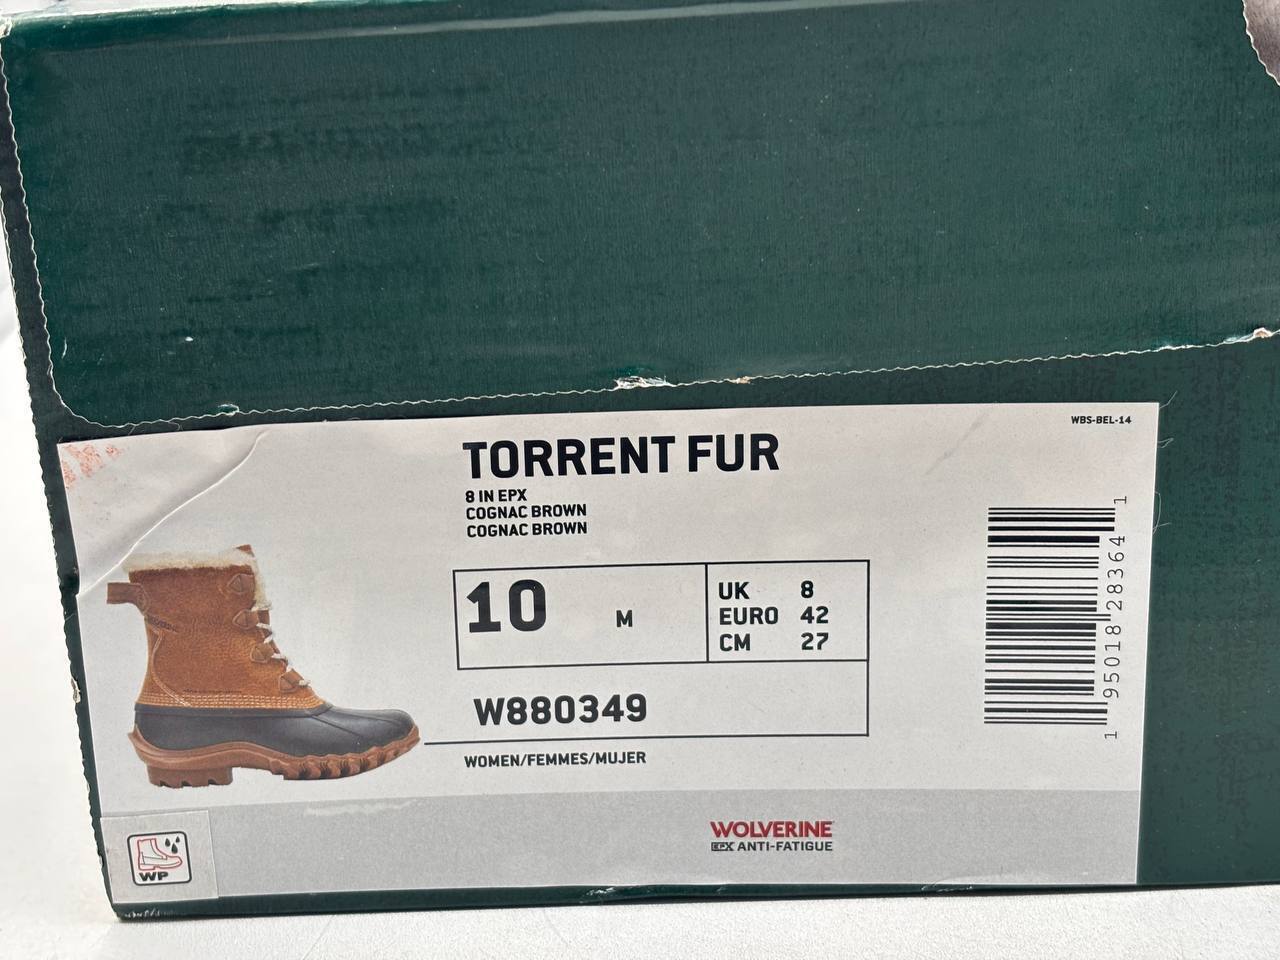 WBS-BEL-14
TORRENT FUR
8 IN EPX
COGNAC BROWN
COGNAC BROWN
10 M
UK 8
EURO 42
CM 27
W880349
WOMEN/FEMMES/MUJER
1 95018 28364 1
WP
WOLVERINE
EPX ANTI-FATIGUE